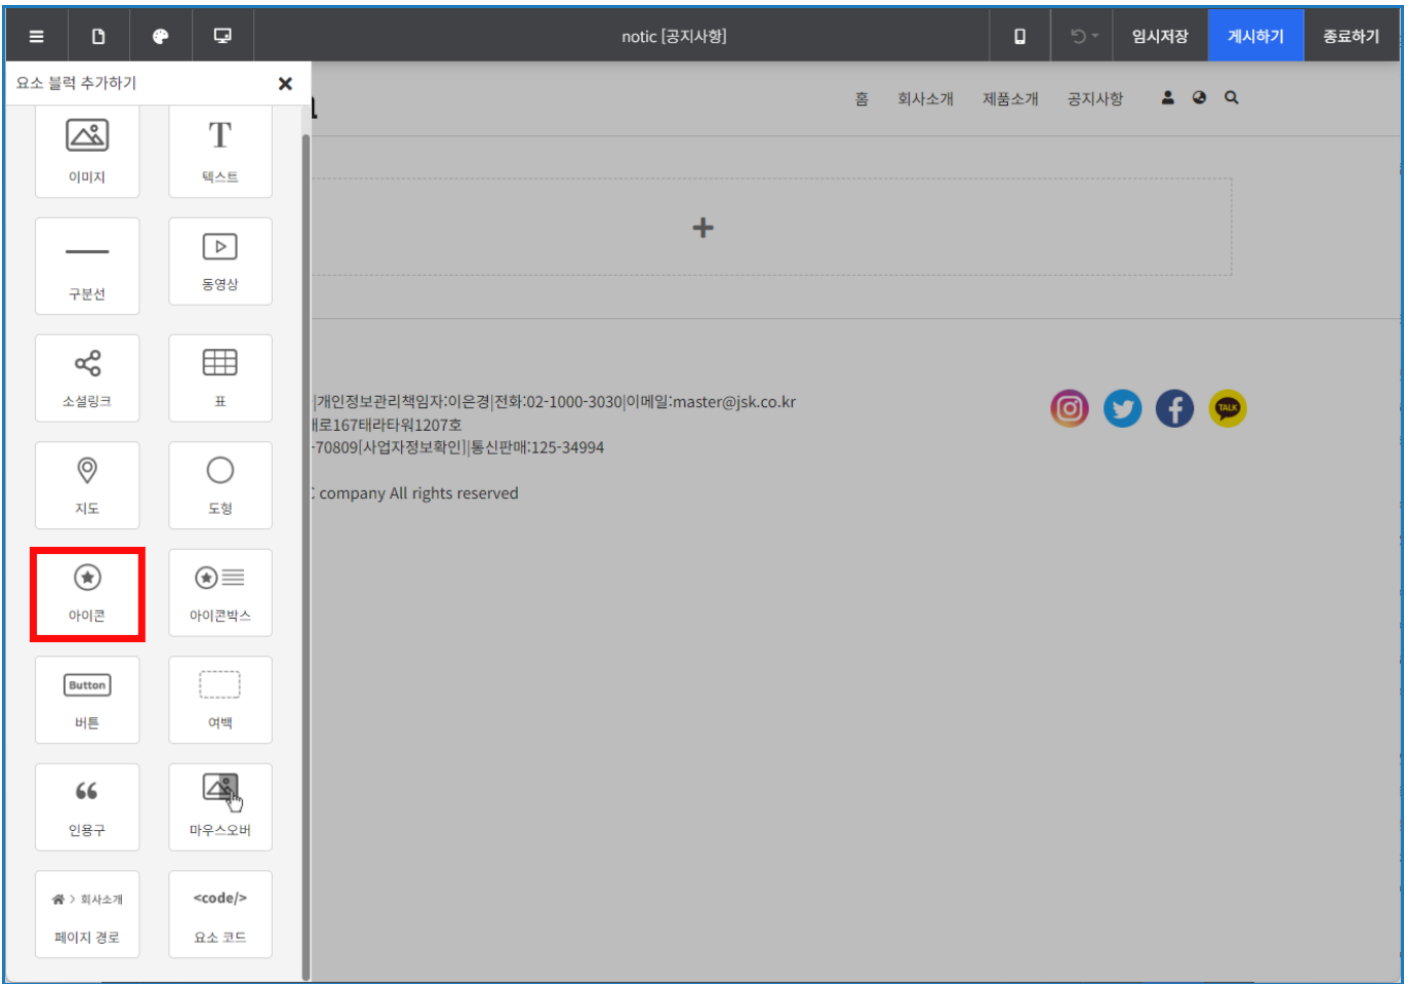 notic [공지사항]
임시저장
게시하기
종료하기
요소 블럭 추가하기
홈 회사소개 제품소개 공지사항
이미지
T
텍스트
구분선
동영상
소셜링크
표
지도
도형
아이콘
아이콘박스
Button
버튼
여백
인용구
마우스오버
회사소개
페이지 경로
<code/>
요소 코드
|개인정보관리책임자:이은경|전화:02-1000-3030|이메일:master@jsk.co.kr
로167태라타워1207호
-70809[사업자정보확인]|통신판매:125-34994
company All rights reserved
TALK